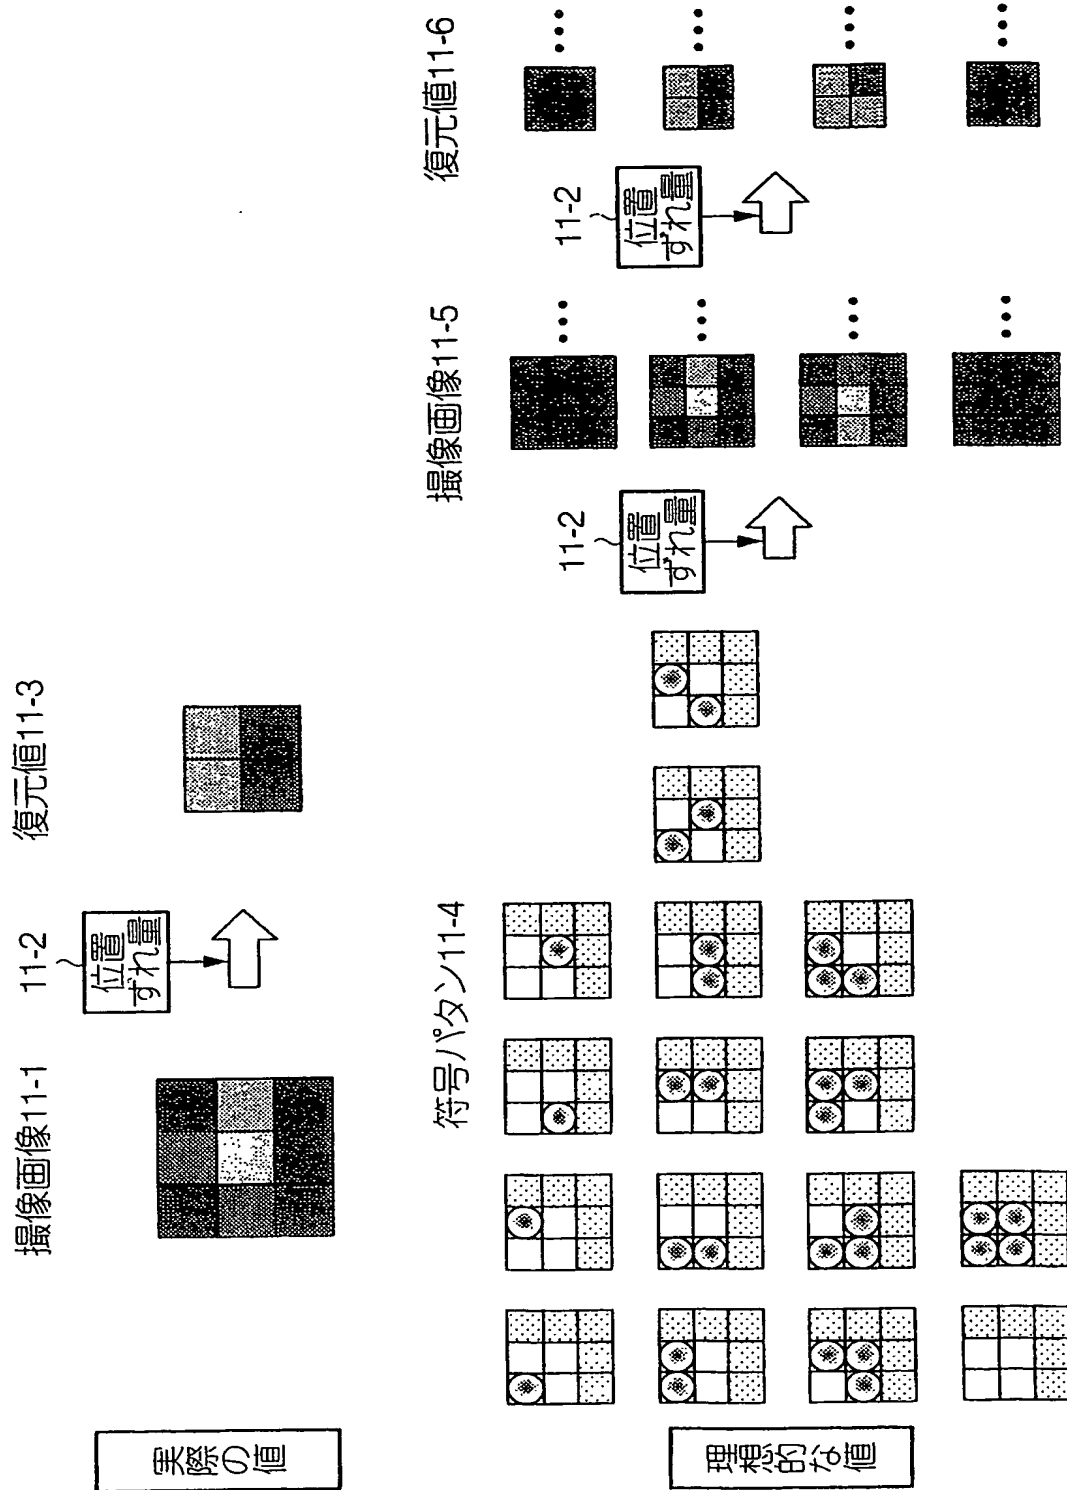 実際の値
撮像画像11-1
11-2
位置
ずれ量
復元値11-3
理想的な値
符号パタン11-4
11-2
位置
ずれ量
撮像画像11-5
11-2
位置
ずれ量
復元値11-6